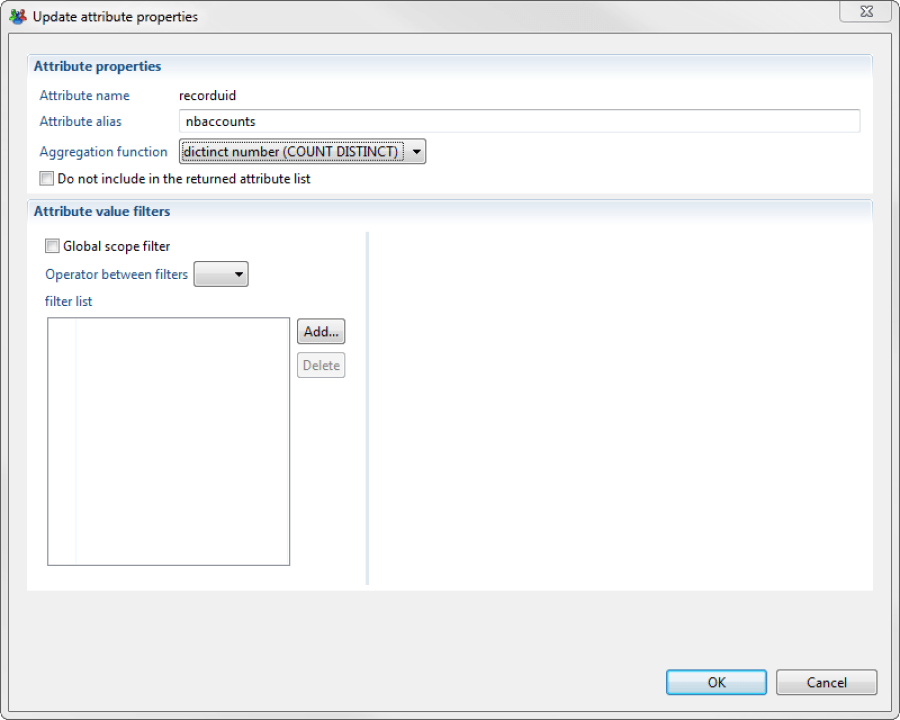 Update attribute properties
Attribute properties
Attribute name recorduid
Attribute alias nbaccounts
Aggregation function dictinct number (COUNT DISTINCT)
Do not include in the returned attribute list
Attribute value filters
Global scope filter
Operator between filters
filter list
Add...
Delete
OK Cancel